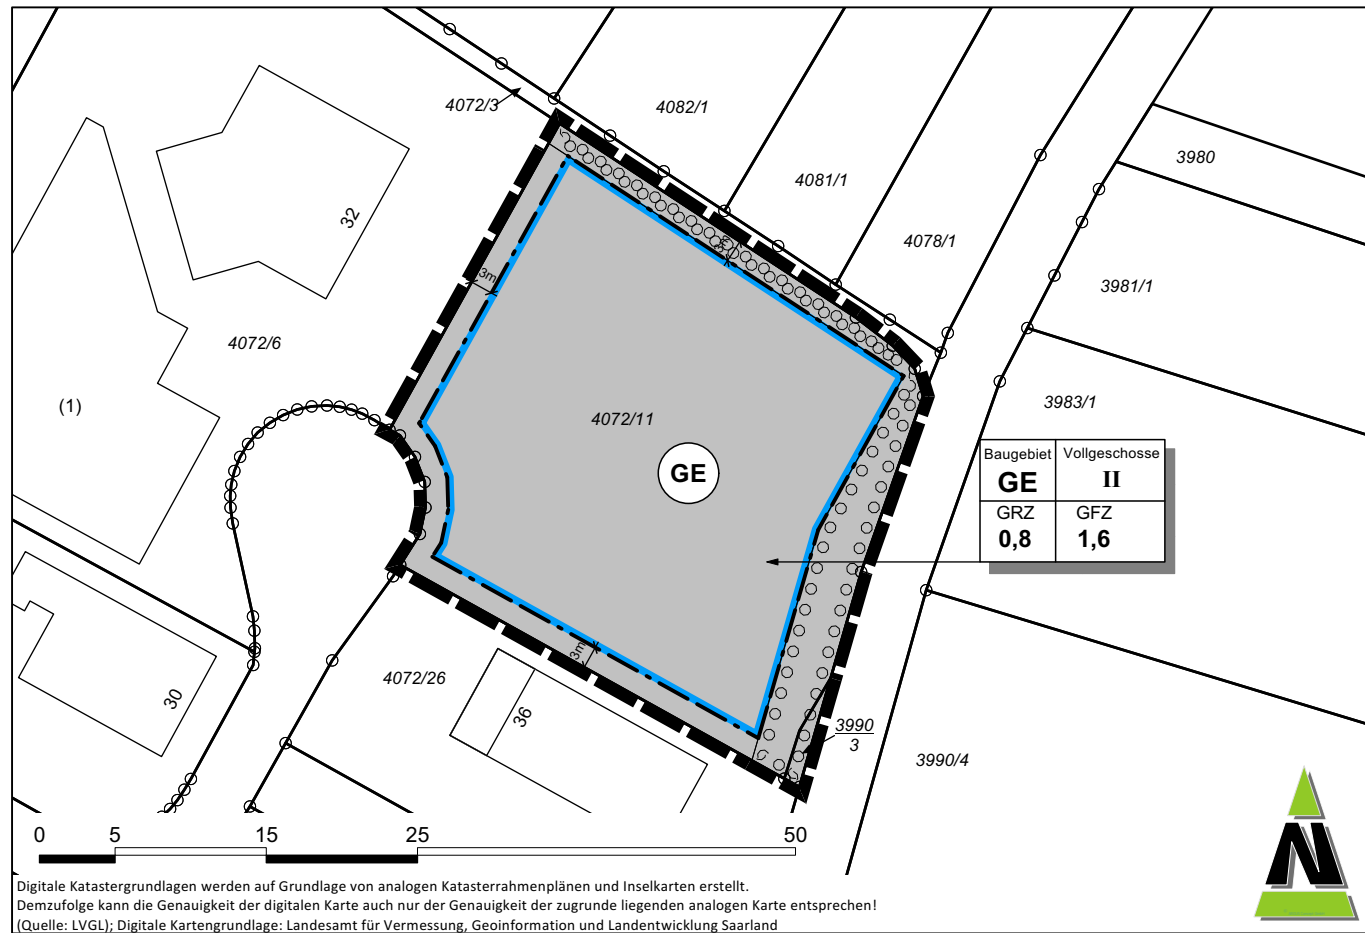 4072/3
4082/1
4081/1
4078/1
3980
3981/1
3983/1
32
3m
4072/6
(1)
4072/11
GE
Baugebiet
Vollgeschosse
GE
II
GRZ
GFZ
0,8
1,6
3m
4072/26
30
36
3990
3
3990/4
0 5 15 25 50
N
Digitale Katastergrundlagen werden auf Grundlage von analogen Katasterrahmenplänen und Inselkarten erstellt.
Demzufolge kann die Genauigkeit der digitalen Karte auch nur der Genauigkeit der zugrunde liegenden analogen Karte entsprechen!
(Quelle: LVGL); Digitale Kartengrundlage: Landesamt für Vermessung, Geoinformation und Landentwicklung Saarland